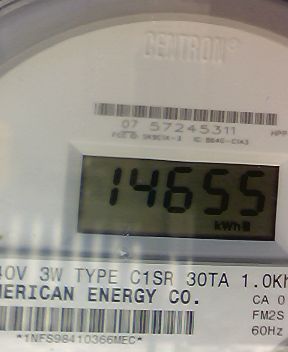 CENTRON®
07 57245311
14655
kWh
40V 3W TYPE C1SR 30TA 1.0Kh
MERICAN ENERGY CO.
CA 0
FM2S
60Hz
*1NFS98410366MEC*